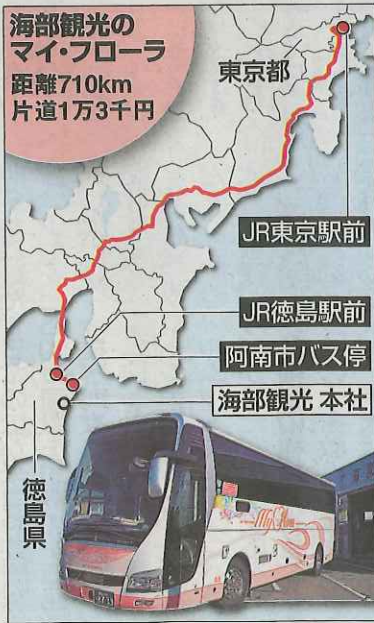 海部観光の
マイ・フローラ
距離710km
片道1万3千円
東京都
JR東京駅前
JR徳島駅前
阿南市バス停
海部観光 本社
徳島県
My Flora